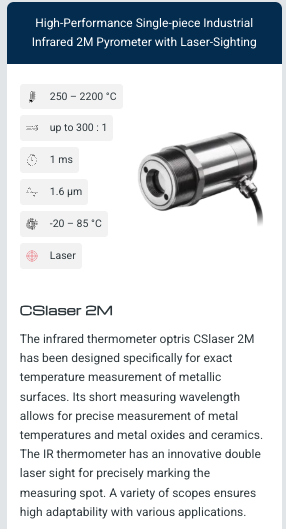 High-Performance Single-piece Industrial
Infrared 2M Pyrometer with Laser-Sighting
250 – 2200 °C
up to 300 : 1
1 ms
1.6 µm
-20 – 85 °C
Laser
CSlaser 2M
The infrared thermometer optris CSlaser 2M
has been designed specifically for exact
temperature measurement of metallic
surfaces. Its short measuring wavelength
allows for precise measurement of metal
temperatures and metal oxides and ceramics.
The IR thermometer has an innovative double
laser sight for precisely marking the
measuring spot. A variety of scopes ensures
high adaptability with various applications.